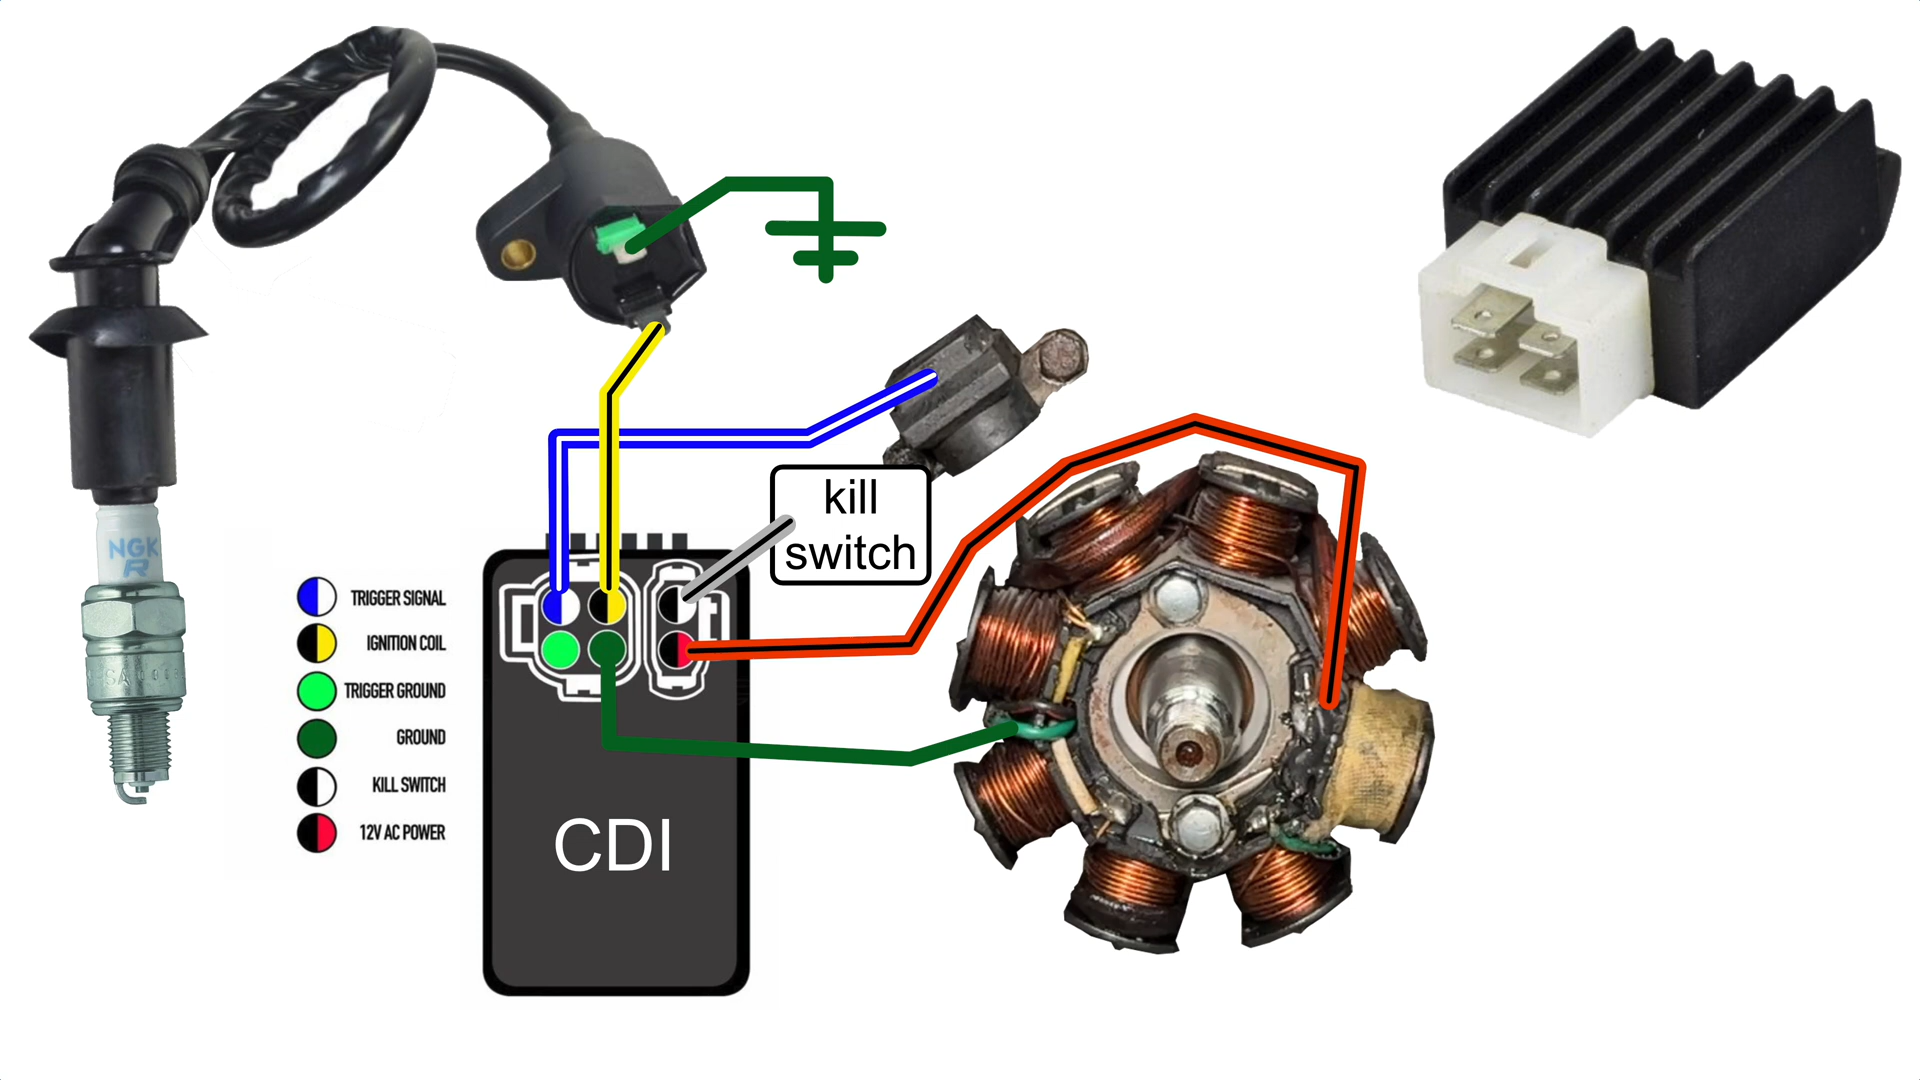 kill
switch
NGK
R
TRIGGER SIGNAL
IGNITION COIL
TRIGGER GROUND
GROUND
KILL SWITCH
12V AC POWER
CDI